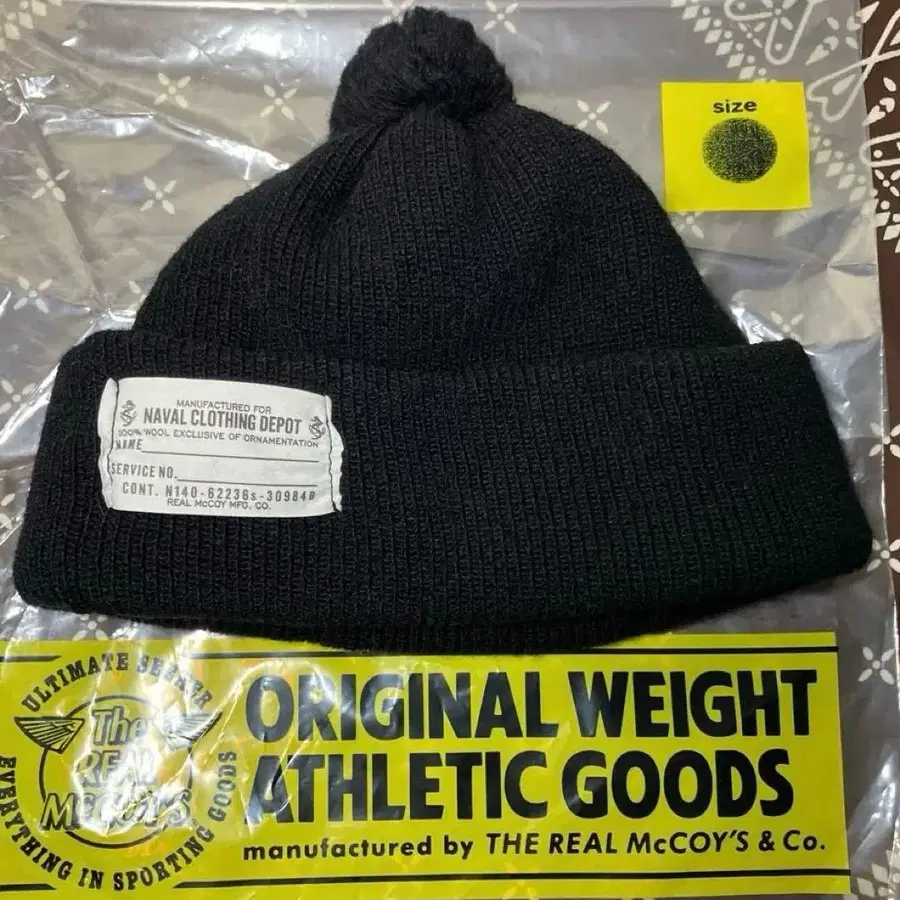 size
MANUFACTURED FOR
NAVAL CLOTHING DEPOT
100% WOOL EXCLUSIVE OF ORNAMENTATION
NAME
SERVICE NO.
CONT. N140-62236s-30984B
REAL McCOY MFG. CO.
ULTIMATE
The
REAL
McCOY'S
EVERYTHING IN SPORTING GOODS
ORIGINAL WEIGHT
ATHLETIC GOODS
manufactured by THE REAL McCOY'S & Co.